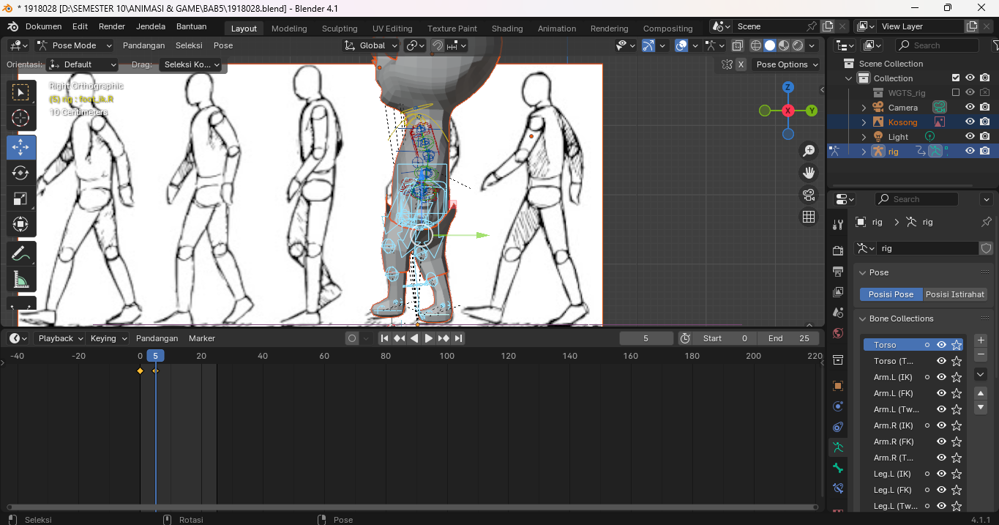 * 1918028 [D:\SEMESTER 10\ANIMASI & GAME\BAB5\1918028.blend] - Blender 4.1
Dokumen Edit Render Jendela Bantuan Layout Modeling Sculpting UV Editing Texture Paint Shading Animation Rendering Compositing Scene View Layer
Pose Mode Pandangan Seleksi Pose Global Search
Orientasi: Default Drag: Seleksi Ko... X Pose Options
Scene Collection
Collection
WGTS_rig
Camera
Kosong
Light
rig
Right Orthographic
(5) rig : foot_ik.R
10 Centimeters
Z
X
Y
Search
rig rig
rig
Pose
Posisi Pose Posisi Istirahat
Bone Collections
Torso
Torso (T...
Arm.L (IK)
Arm.L (FK)
Arm.L (Tw...
Arm.R (IK)
Arm.R (FK)
Arm.R (T...
Leg.L (IK)
Leg.L (FK)
Leg.L (Tw...
Playback Keying Pandangan Marker 5 Start 0 End 25
-40 -20 0 5 20 40 60 80 100 120 140 160 180 200 220
Seleksi Rotasi Pose 4.1.1